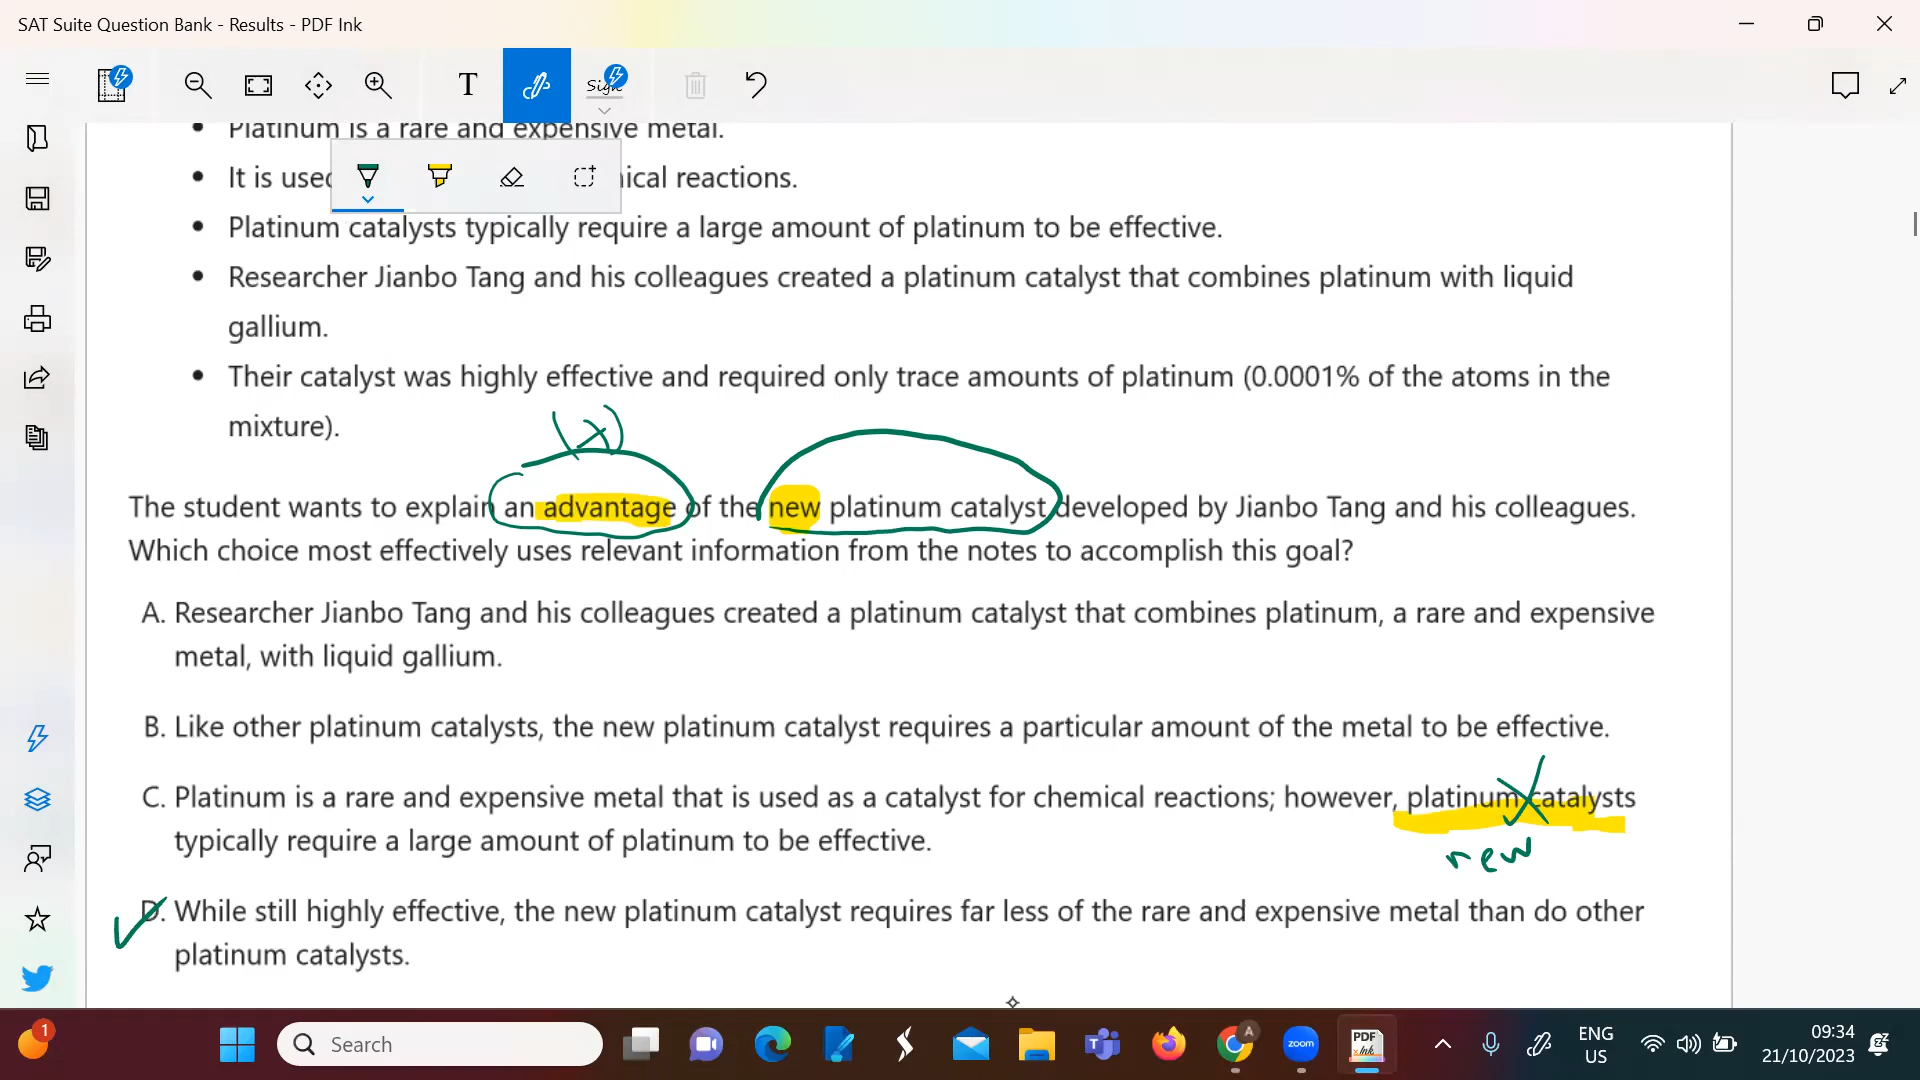 SAT Suite Question Bank - Results - PDF Ink
T
Sign
• Platinum is a rare and expensive metal.
• It is used
ical reactions.
• Platinum catalysts typically require a large amount of platinum to be effective.
• Researcher Jianbo Tang and his colleagues created a platinum catalyst that combines platinum with liquid
gallium.
• Their catalyst was highly effective and required only trace amounts of platinum (0.0001% of the atoms in the
mixture).
The student wants to explain an advantage of the new platinum catalyst developed by Jianbo Tang and his colleagues.
Which choice most effectively uses relevant information from the notes to accomplish this goal?
A. Researcher Jianbo Tang and his colleagues created a platinum catalyst that combines platinum, a rare and expensive
metal, with liquid gallium.
B. Like other platinum catalysts, the new platinum catalyst requires a particular amount of the metal to be effective.
C. Platinum is a rare and expensive metal that is used as a catalyst for chemical reactions; however, platinum catalysts
typically require a large amount of platinum to be effective.
new
D. While still highly effective, the new platinum catalyst requires far less of the rare and expensive metal than do other
platinum catalysts.
1
Search
T
A
zoom
PDF
Ink
ENG
US
09:34
21/10/2023